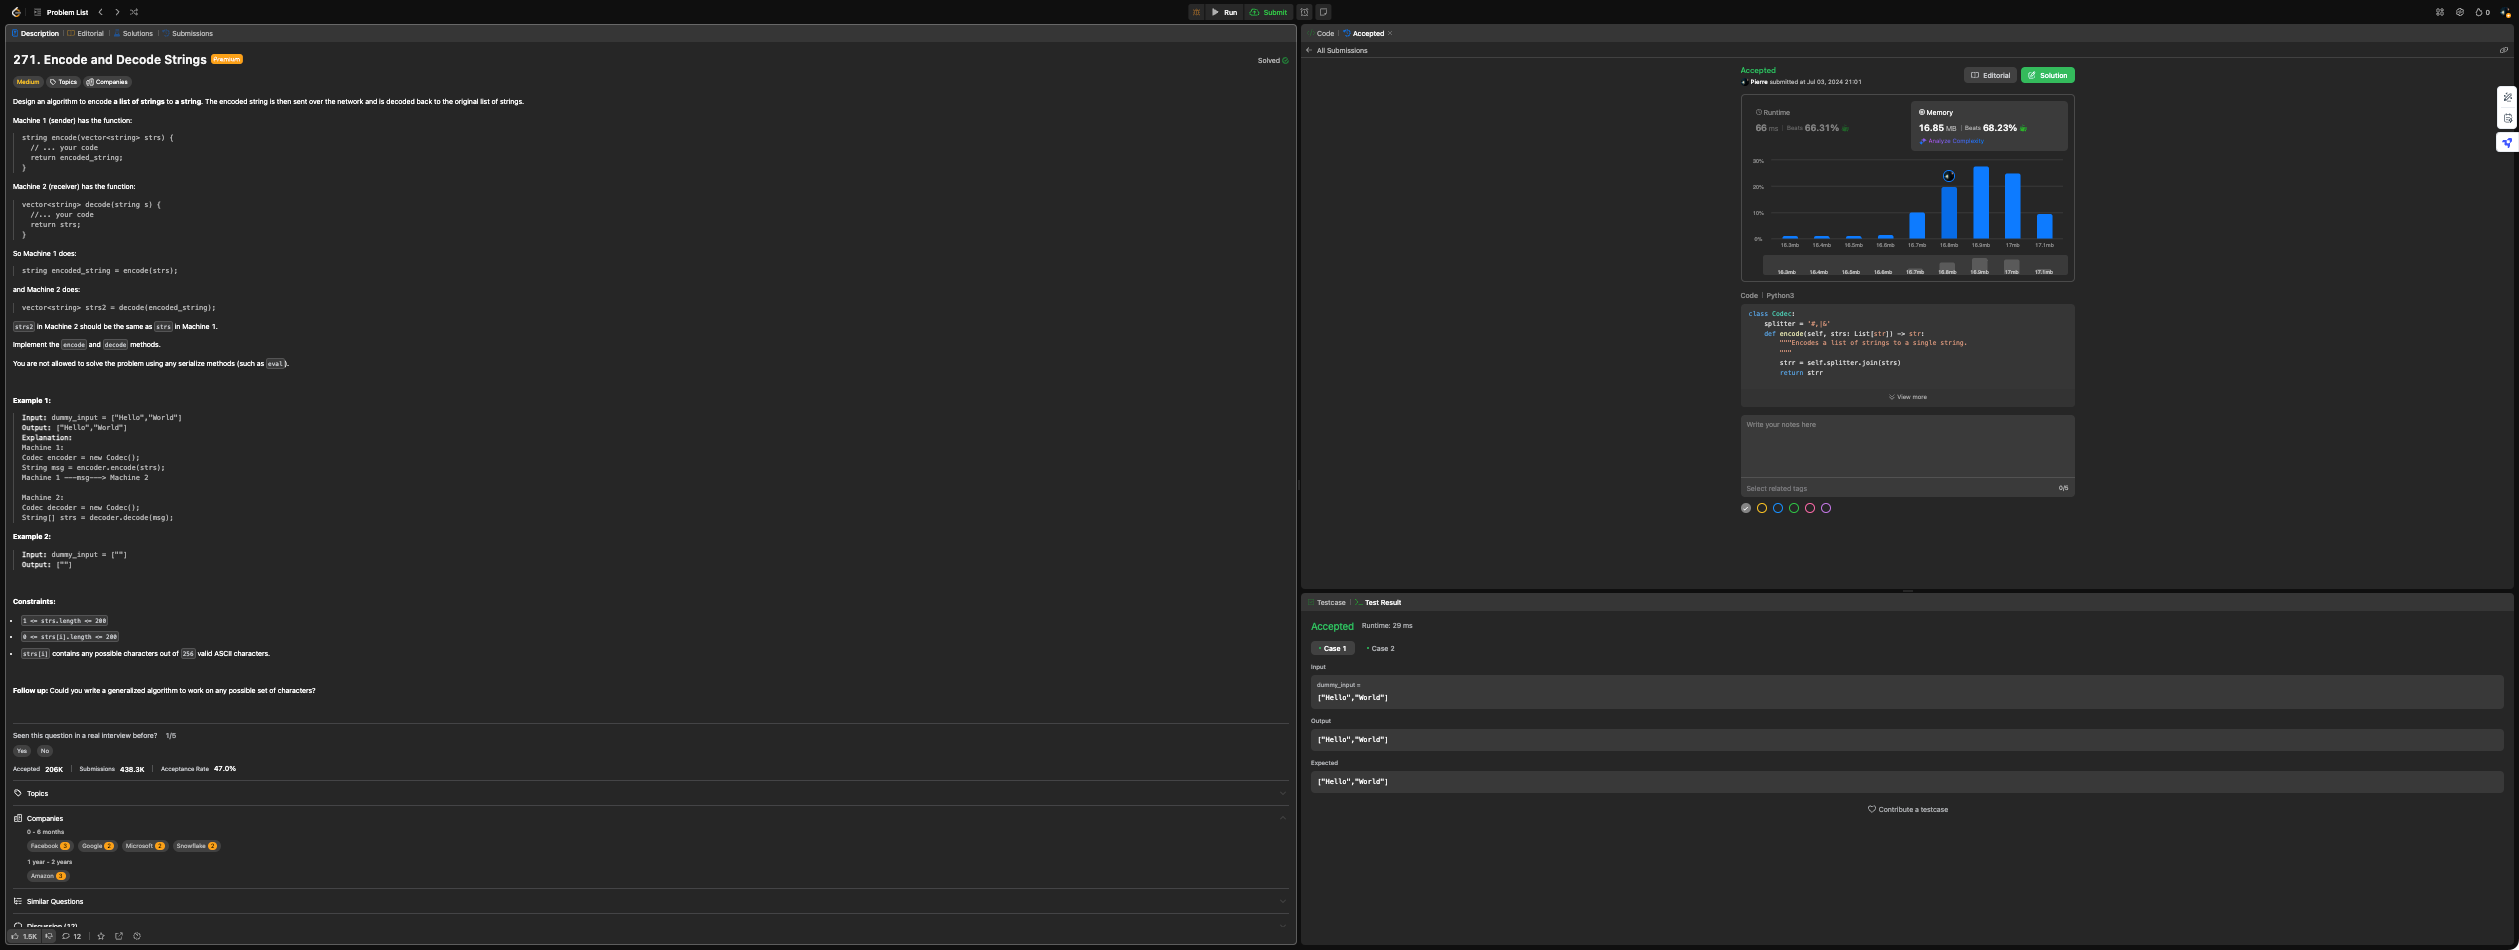 Problem List
Run
Submit
0
Description
Editorial
Solutions
Submissions
271. Encode and Decode Strings Premium
Solved
Medium
Topics
Companies
Design an algorithm to encode a list of strings to a string. The encoded string is then sent over the network and is decoded back to the original list of strings.
Machine 1 (sender) has the function:
string encode(vector<string> strs) {
// ... your code
return encoded_string;
}
Machine 2 (receiver) has the function:
vector<string> decode(string s) {
//... your code
return strs;
}
So Machine 1 does:
string encoded_string = encode(strs);
and Machine 2 does:
vector<string> strs2 = decode(encoded_string);
strs2 in Machine 2 should be the same as strs in Machine 1.
Implement the encode and decode methods.
You are not allowed to solve the problem using any serialize methods (such as eval).
Example 1:
Input: dummy_input = ["Hello","World"]
Output: ["Hello","World"]
Explanation:
Machine 1:
Codec encoder = new Codec();
String msg = encoder.encode(strs);
Machine 1 ---msg---> Machine 2
Machine 2:
Codec decoder = new Codec();
String[] strs = decoder.decode(msg);
Example 2:
Input: dummy_input = [""]
Output: [""]
Constraints:
1 <= strs.length <= 200
0 <= strs[i].length <= 200
strs[i] contains any possible characters out of 256 valid ASCII characters.
Follow up: Could you write a generalized algorithm to work on any possible set of characters?
Seen this question in a real interview before? 1/5
Yes
No
Accepted 206K
Submissions 438.3K
Acceptance Rate 47.0%
Topics
Companies
0 - 6 months
Facebook 3
Google 2
Microsoft 2
Snowflake 2
1 year - 2 years
Amazon 3
Similar Questions
Discussion (12)
1.5K
12
Code
Accepted
All Submissions
Accepted
Pierre submitted at Jul 03, 2024 21:01
Editorial
Solution
Runtime
66 ms | Beats 66.31%
Memory
16.85 MB | Beats 68.23%
Analyze Complexity
30%
20%
10%
0%
16.3mb 16.4mb 16.5mb 16.6mb 16.7mb 16.8mb 16.9mb 17mb 17.1mb
16.3mb 16.4mb 16.5mb 16.6mb 16.7mb 16.8mb 16.9mb 17mb 17.1mb
Code | Python3
class Codec:
splitter = '#,|&'
def encode(self, strs: List[str]) -> str:
"""Encodes a list of strings to a single string.
"""
strr = self.splitter.join(strs)
return strr
View more
Write your notes here
Select related tags
0/5
Testcase
Test Result
Accepted
Runtime: 29 ms
Case 1
Case 2
Input
dummy_input =
["Hello","World"]
Output
["Hello","World"]
Expected
["Hello","World"]
Contribute a testcase